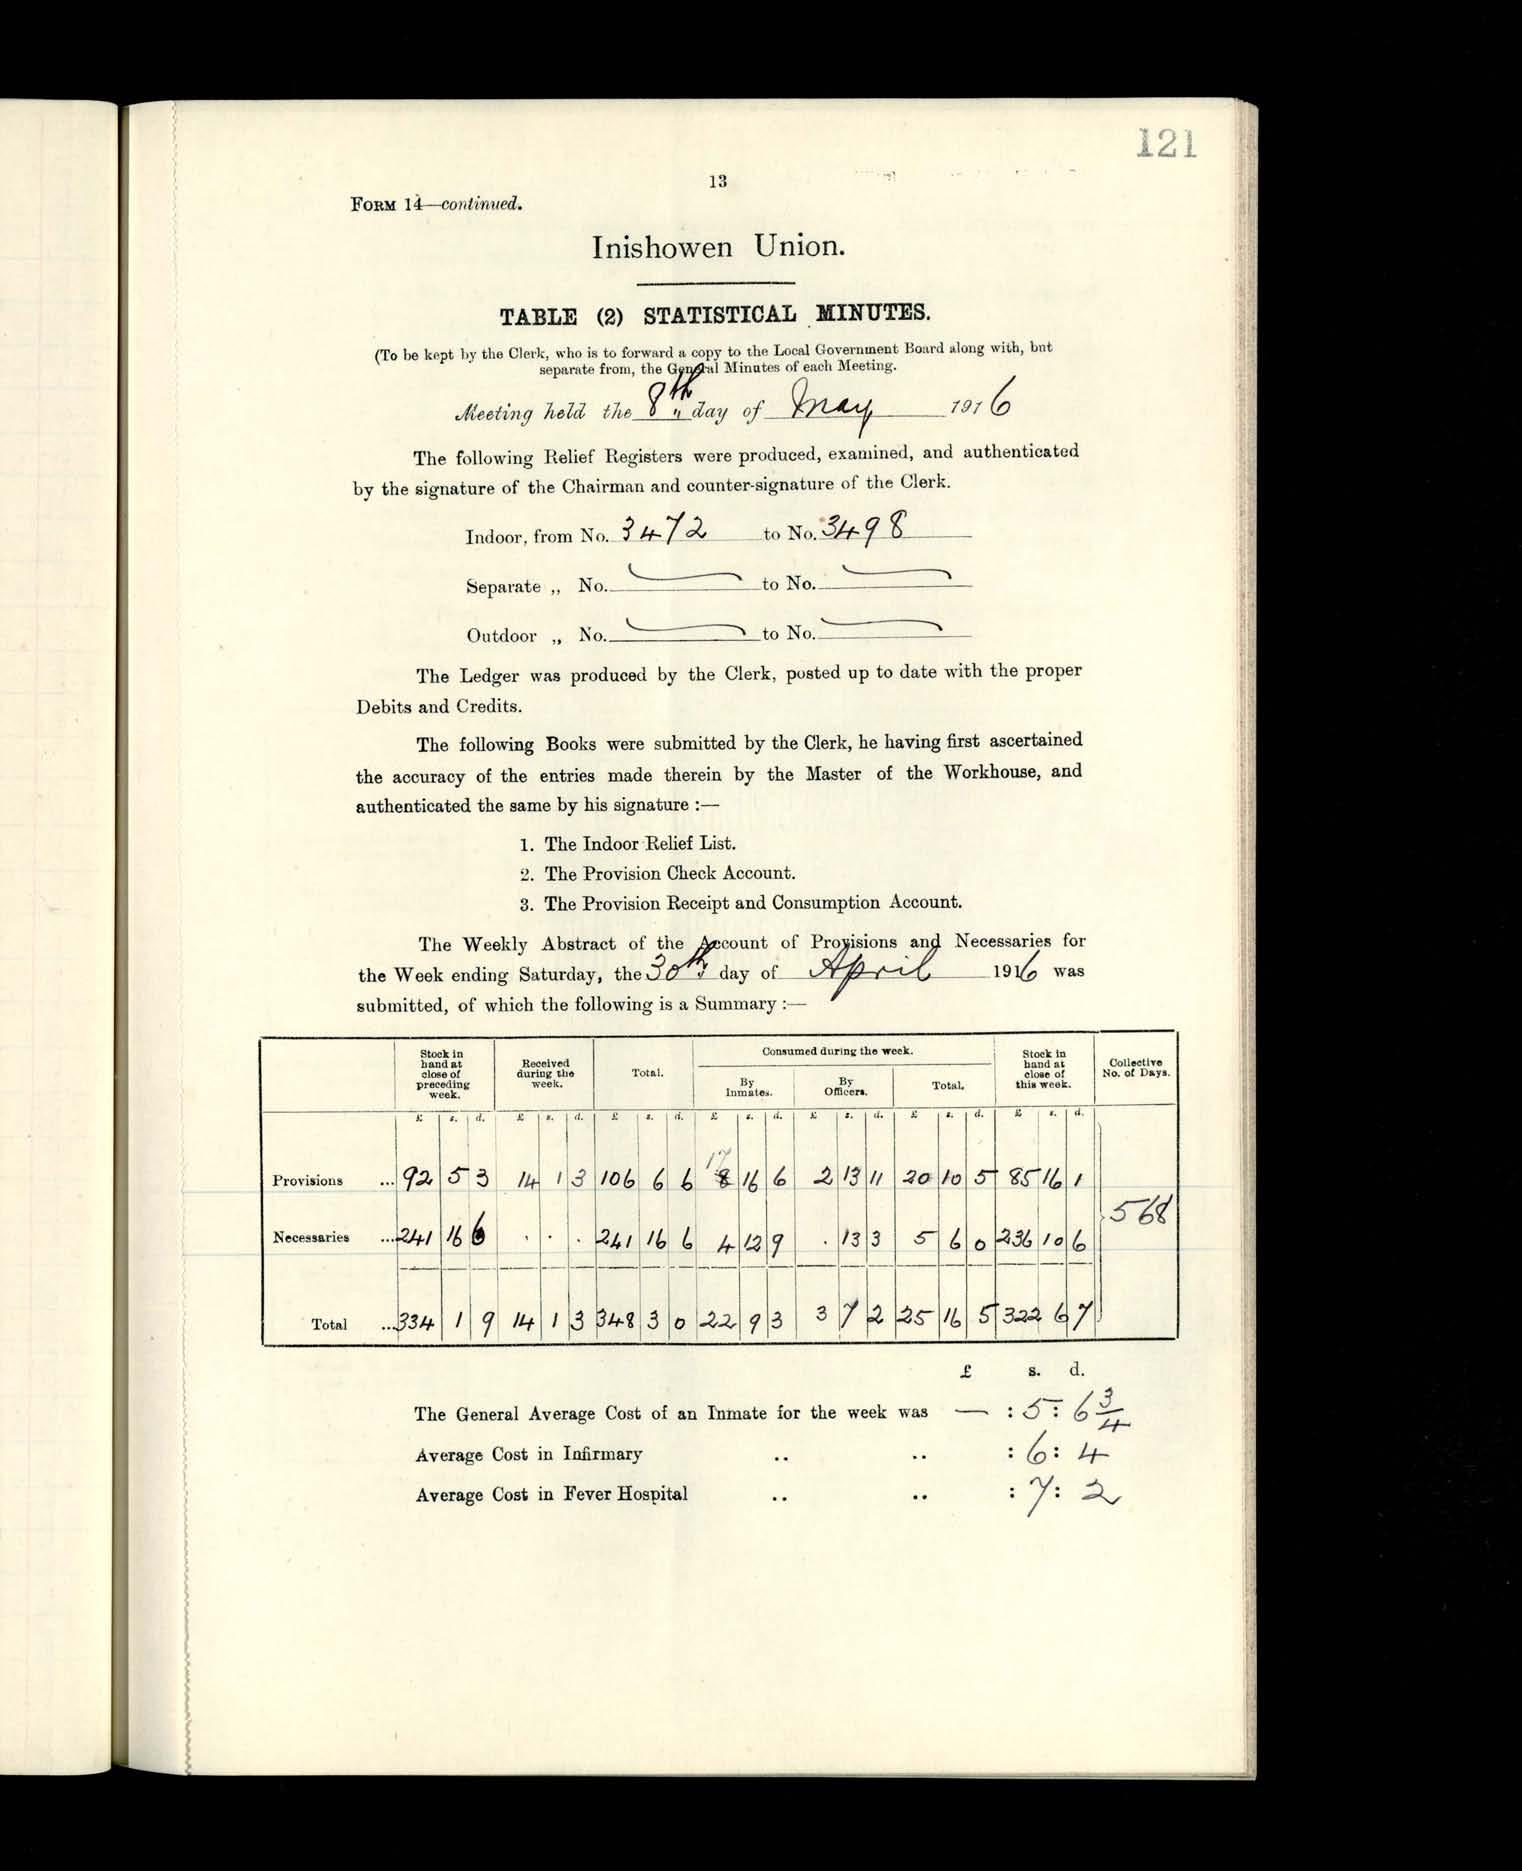 121
13
FORM 14—continued.
Inishowen Union.
TABLE (2) STATISTICAL MINUTES.
(To be kept by the Clerk, who is to forward a copy to the Local Government Board along with, but
separate from, the General Minutes of each Meeting.
Meeting held the 8th „ day of May 1916
The following Relief Registers were produced, examined, and authenticated
by the signature of the Chairman and counter-signature of the Clerk.
Indoor, from No. 3472 to No. 3498
Separate „ No. to No.
Outdoor „ No. to No.
The Ledger was produced by the Clerk, posted up to date with the proper
Debits and Credits.
The following Books were submitted by the Clerk, he having first ascertained
the accuracy of the entries made therein by the Master of the Workhouse, and
authenticated the same by his signature :—
1. The Indoor Relief List.
2. The Provision Check Account.
3. The Provision Receipt and Consumption Account.
The Weekly Abstract of the Account of Provisions and Necessaries for
the Week ending Saturday, the 30th day of April 1916 was
submitted, of which the following is a Summary :—
Stock in hand at close of preceding week. Received during the week. Total. Consumed during the week. Stock in hand at close of this week. Collective No. of Days.
By Inmates. By Officers. Total.
£ s. d. £ s. d. £ s. d. £ s. d. £ s. d. £ s. d. £ s. d.
Provisions ... 92 5 3 14 1 3 106 6 6 17 16 6 2 13 11 20 10 5 85 16 1
568
Necessaries ... 241 16 6 . . . 241 16 6 4 12 9 . 13 3 5 6 0 236 10 6
Total ... 334 1 9 14 1 3 348 3 0 22 9 3 3 7 2 25 16 5 322 6 7
£ s. d.
The General Average Cost of an Inmate for the week was — : 5 : 6 3/4
Average Cost in Infirmary .. .. : 6 : 4
Average Cost in Fever Hospital .. .. : 7 : 2